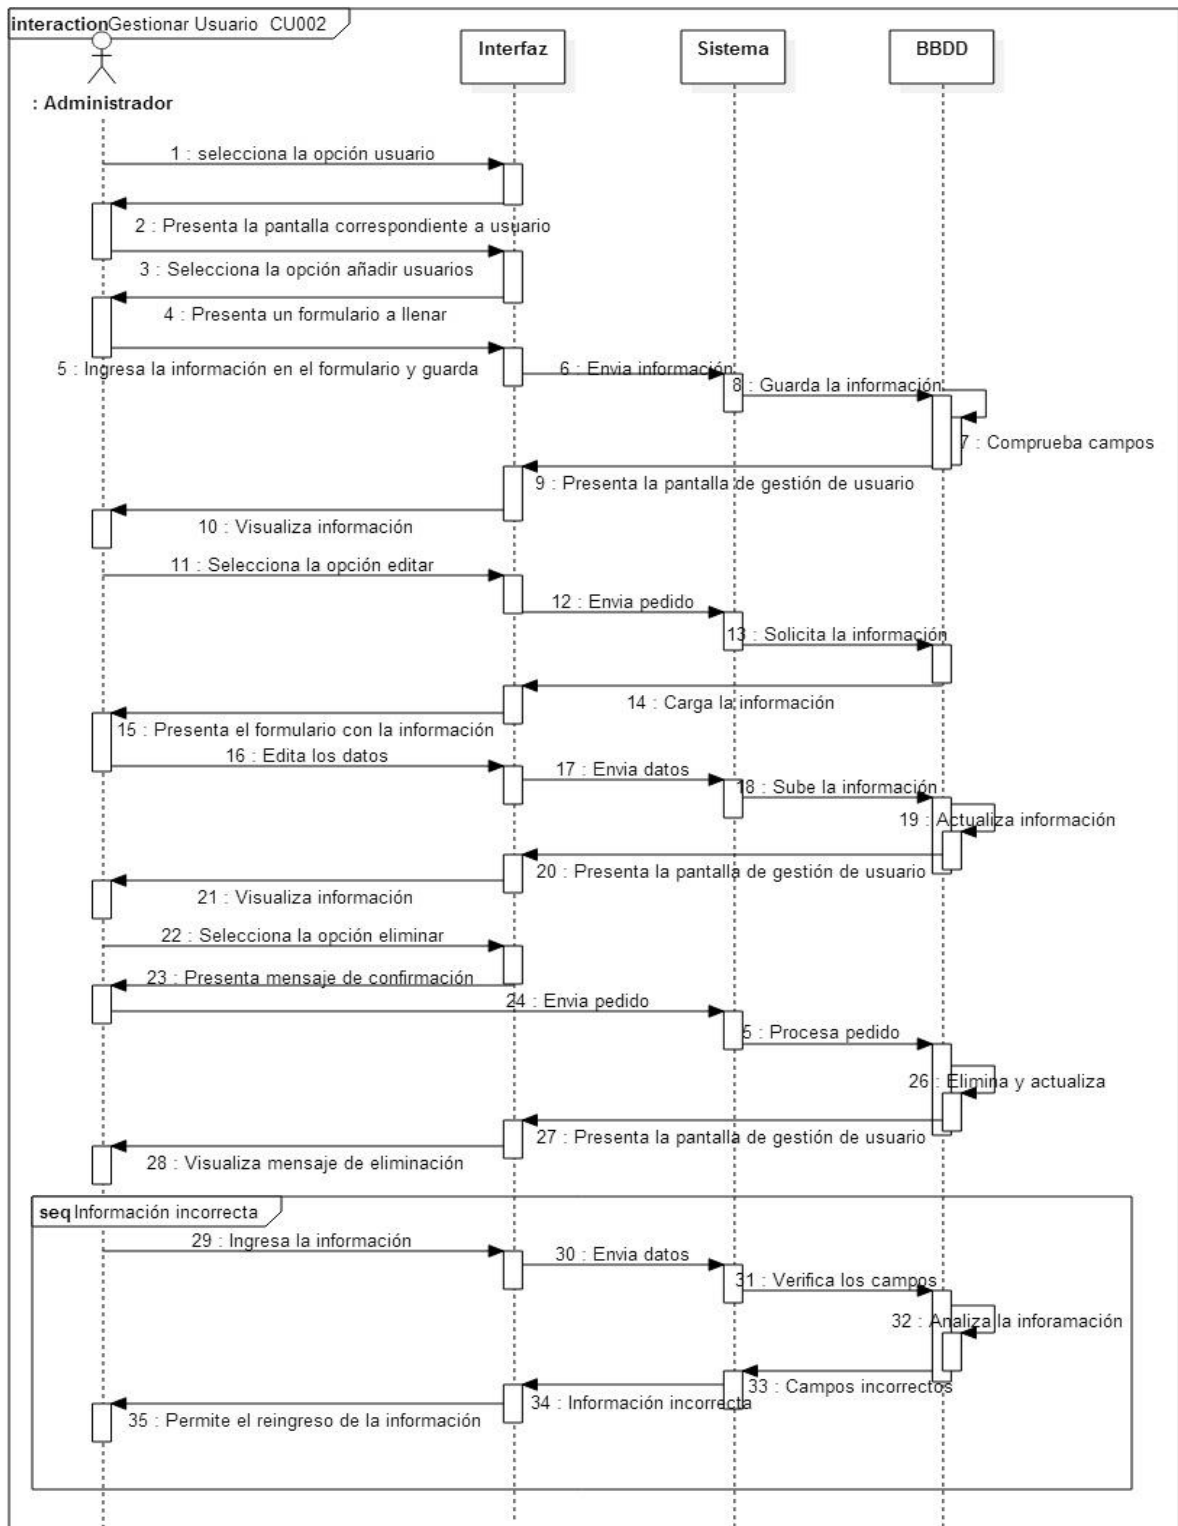 interaction Gestionar Usuario CU002
Interfaz
Sistema
BBDD
: Administrador
1 : selecciona la opción usuario
2 : Presenta la pantalla correspondiente a usuario
3 : Selecciona la opción añadir usuarios
4 : Presenta un formulario a llenar
5 : Ingresa la información en el formulario y guarda
6 : Envia información
8 : Guarda la información
7 : Comprueba campos
9 : Presenta la pantalla de gestión de usuario
10 : Visualiza información
11 : Selecciona la opción editar
12 : Envia pedido
13 : Solicita la información
14 : Carga la información
15 : Presenta el formulario con la información
16 : Edita los datos
17 : Envia datos
18 : Sube la información
19 : Actualiza información
20 : Presenta la pantalla de gestión de usuario
21 : Visualiza información
22 : Selecciona la opción eliminar
23 : Presenta mensaje de confirmación
24 : Envia pedido
5 : Procesa pedido
26 : Elimina y actualiza
27 : Presenta la pantalla de gestión de usuario
28 : Visualiza mensaje de eliminación
seq Información incorrecta
29 : Ingresa la información
30 : Envia datos
31 : Verifica los campos
32 : Analiza la inforamación
33 : Campos incorrectos
34 : Información incorrecta
35 : Permite el reingreso de la información